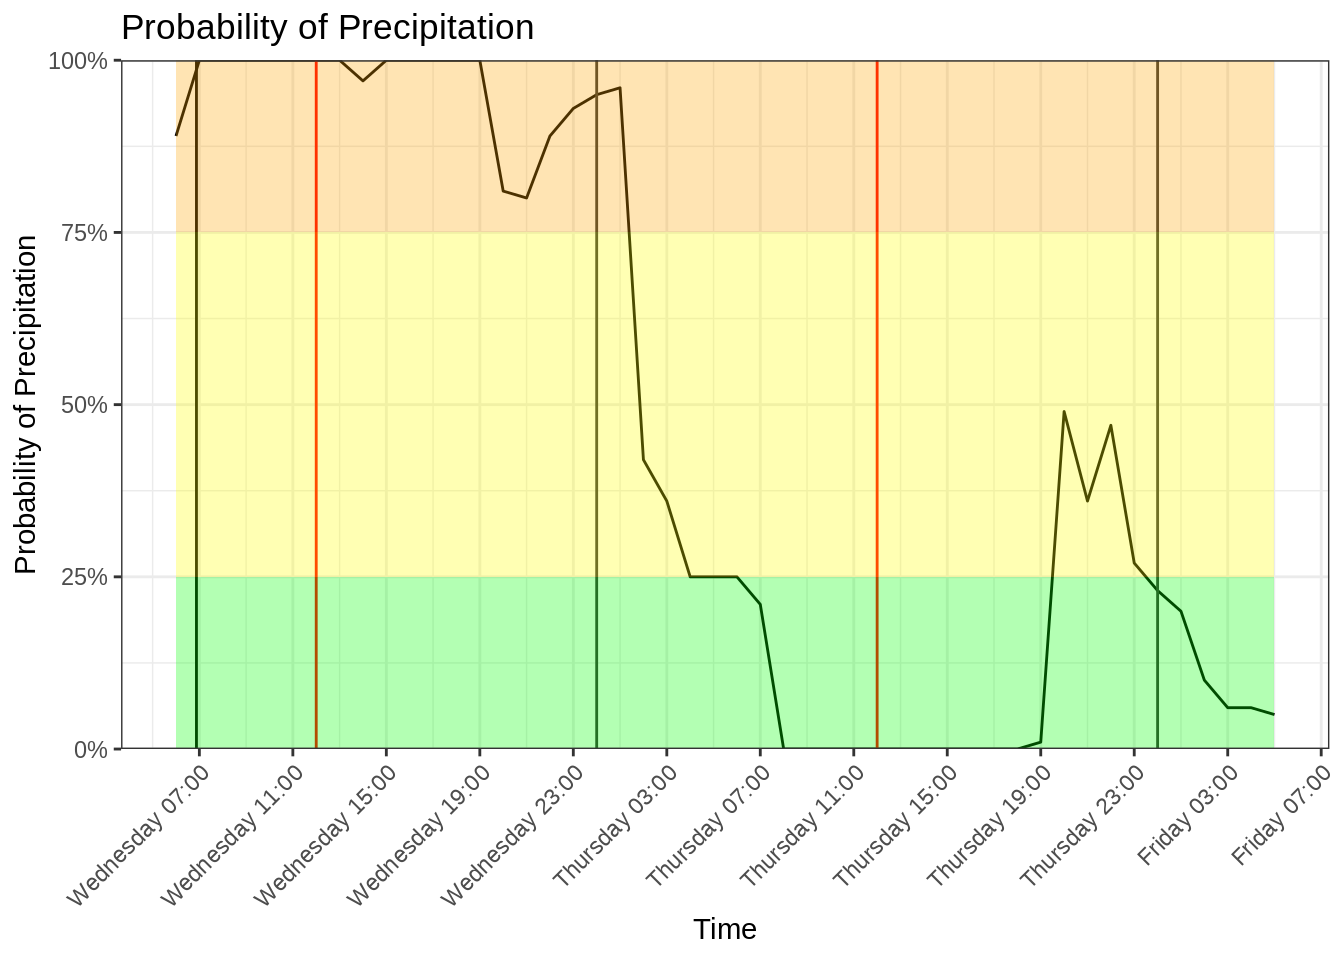 Probability of Precipitation
Probability of Precipitation
100%
75%
50%
25%
0%
Wednesday 07:00
Wednesday 11:00
Wednesday 15:00
Wednesday 19:00
Wednesday 23:00
Thursday 03:00
Thursday 07:00
Thursday 11:00
Thursday 15:00
Thursday 19:00
Thursday 23:00
Friday 03:00
Friday 07:00
Time